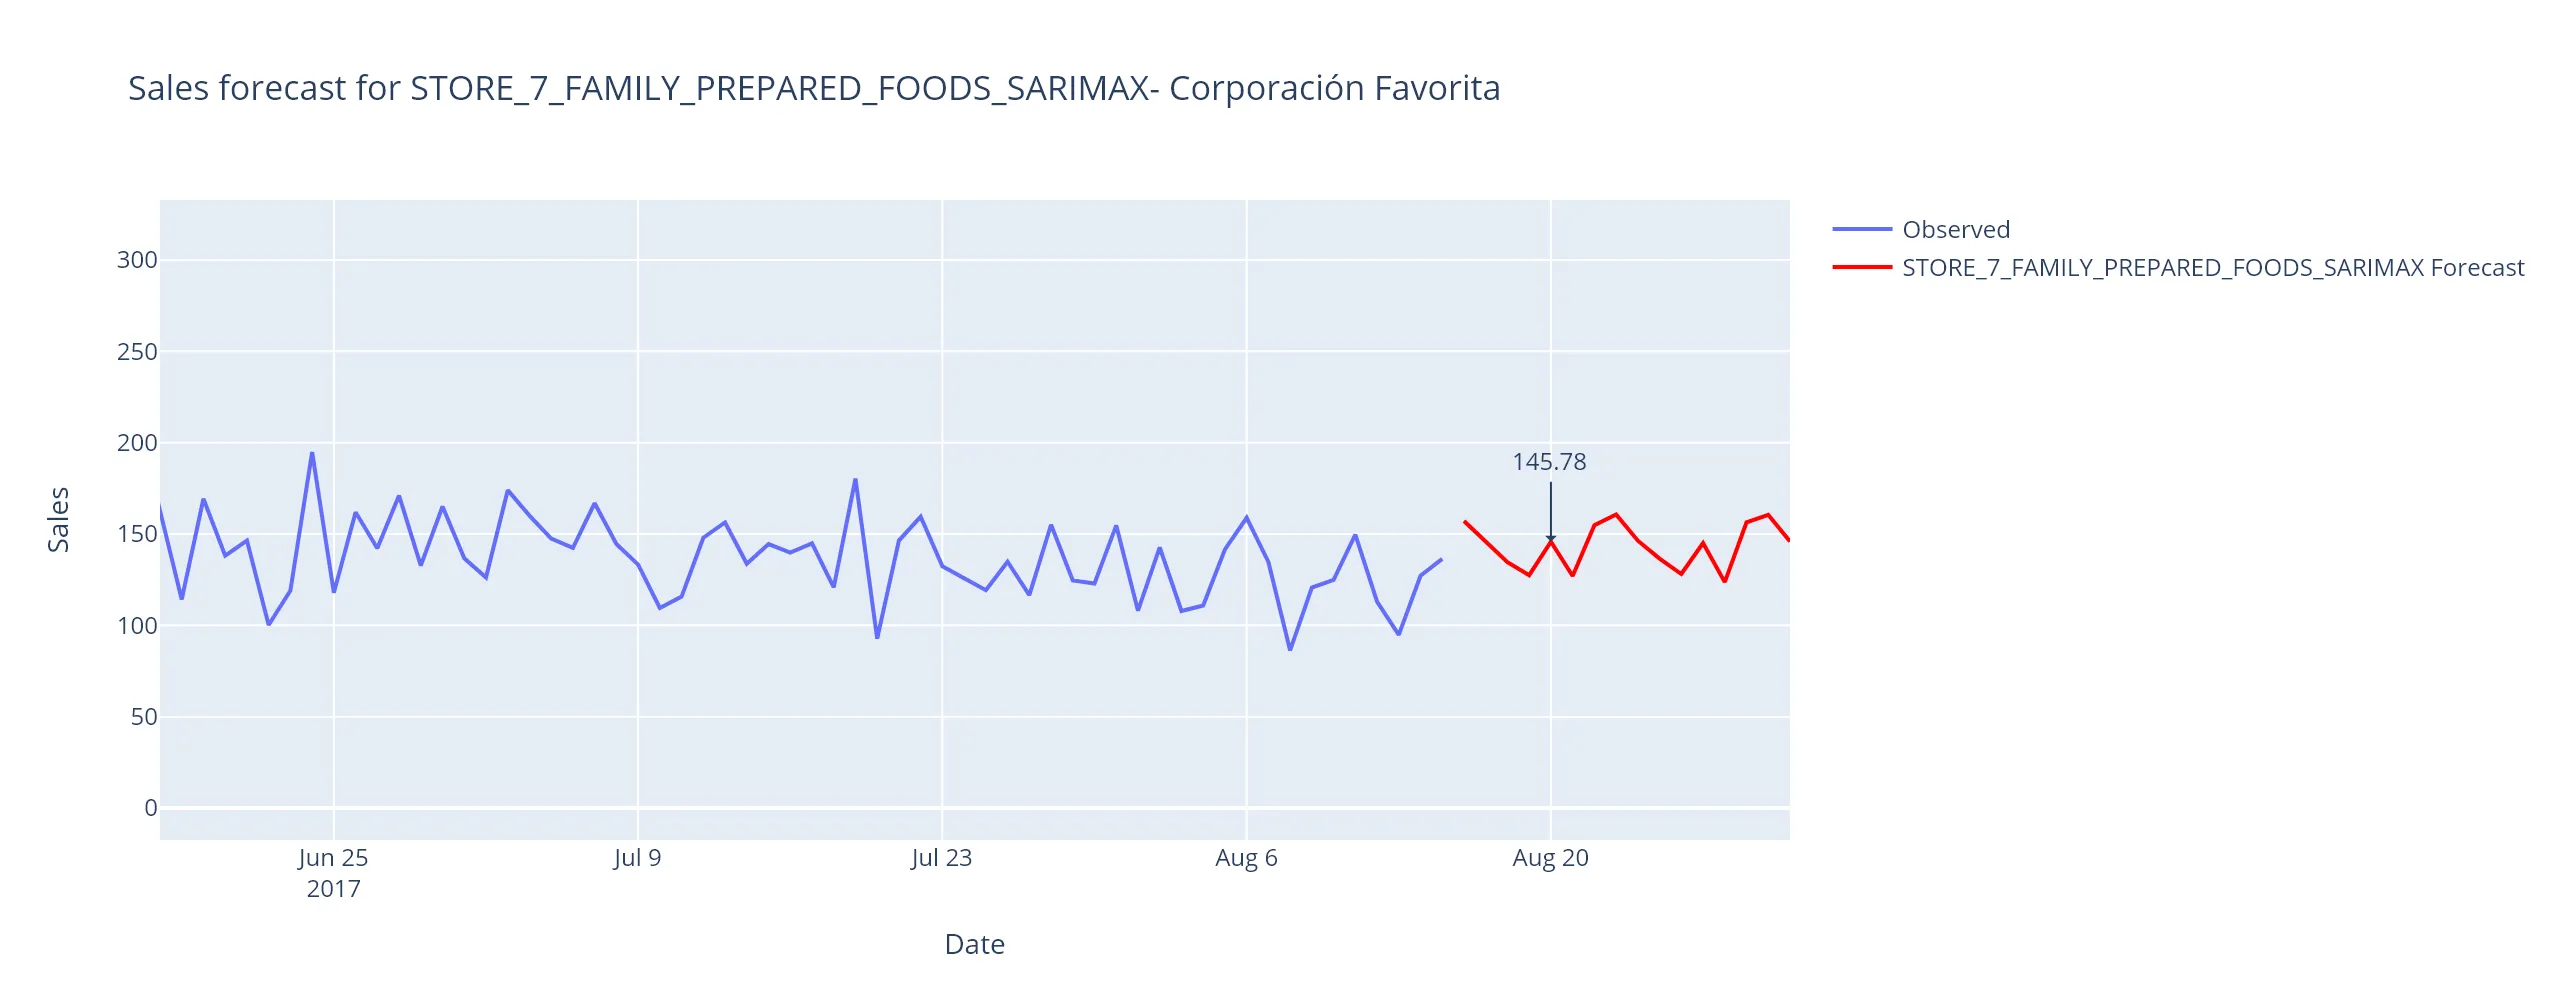 Sales forecast for STORE_7_FAMILY_PREPARED_FOODS_SARIMAX- Corporación Favorita
Observed
STORE_7_FAMILY_PREPARED_FOODS_SARIMAX Forecast
300
250
200
150
100
50
0
Sales
145.78
Jun 25
2017
Jul 9
Jul 23
Aug 6
Aug 20
Date